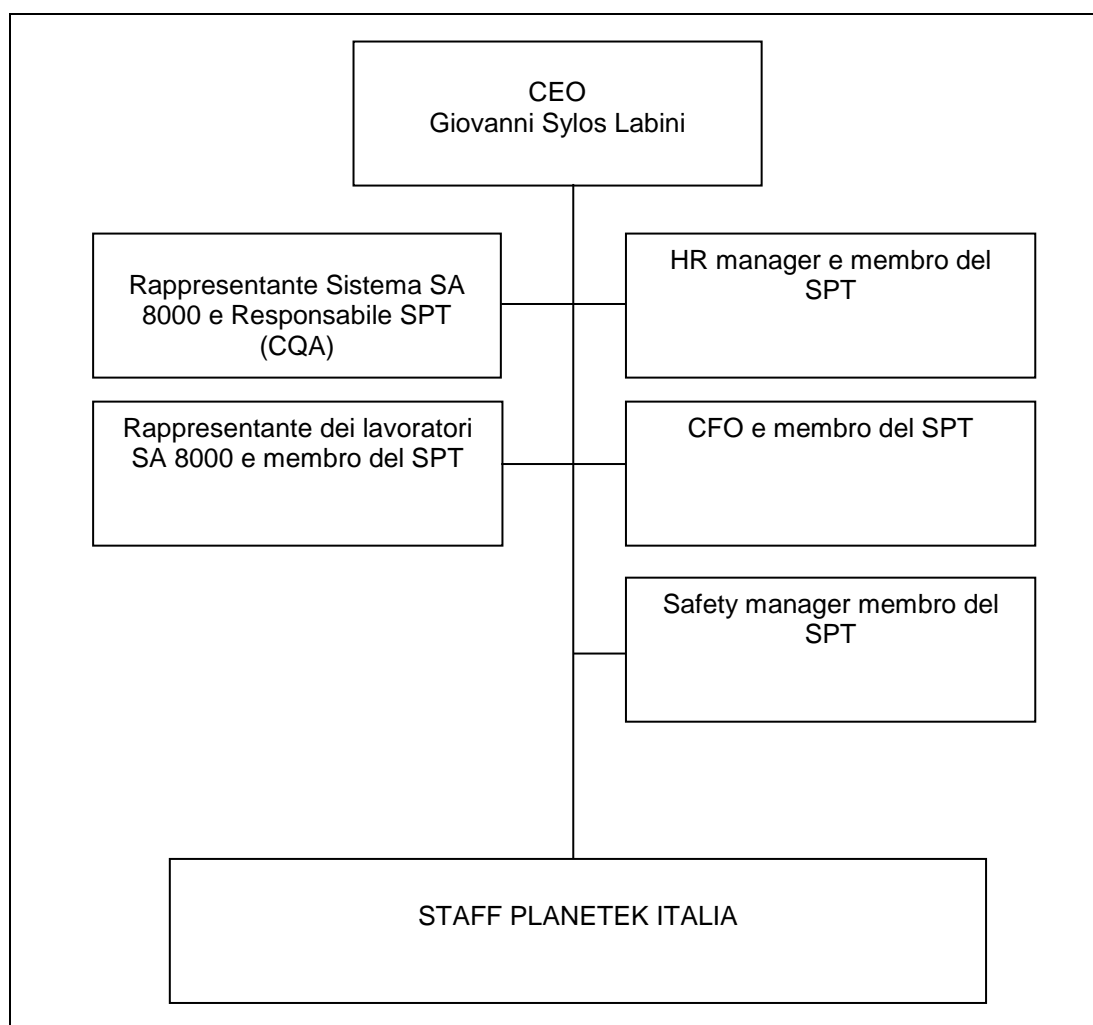 CEO
Giovanni Sylos Labini
Rappresentante Sistema SA
8000 e Responsabile SPT
(CQA)
HR manager e membro del
SPT
Rappresentante dei lavoratori
SA 8000 e membro del SPT
CFO e membro del SPT
Safety manager membro del
SPT
STAFF PLANETEK ITALIA